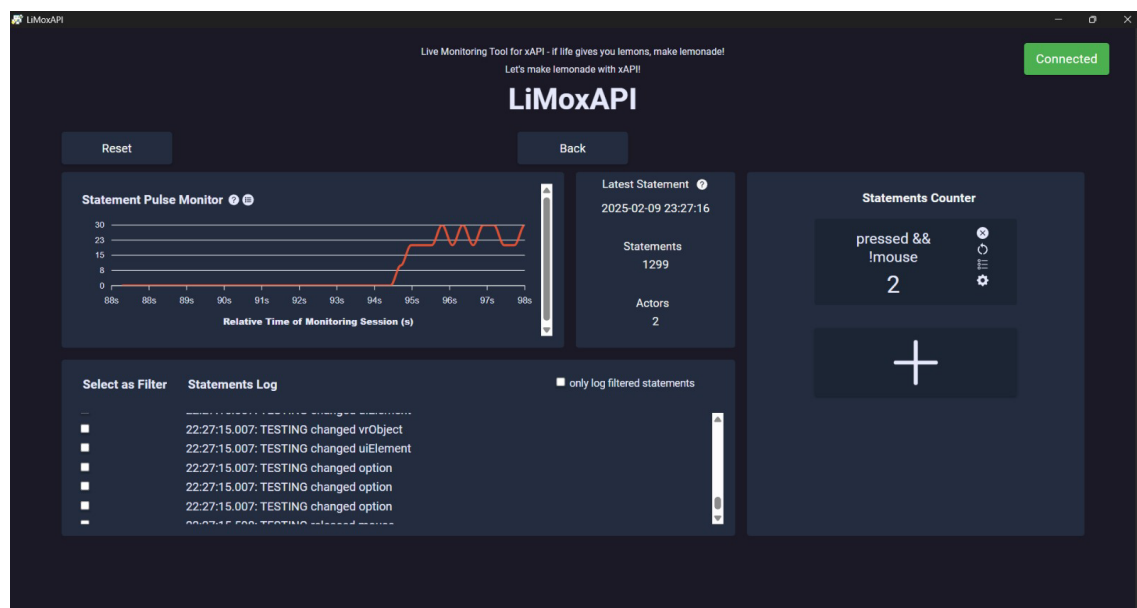 LiMoxAPI
Live Monitoring Tool for xAPI - if life gives you lemons, make lemonade!
Let's make lemonade with xAPI!
LiMoxAPI
Connected
Reset
Back
Statement Pulse Monitor
30
23
15
8
0
88s 88s 89s 90s 91s 92s 93s 94s 95s 96s 97s 98s
Relative Time of Monitoring Session (s)
Latest Statement
2025-02-09 23:27:16
Statements
1299
Actors
2
Statements Counter
pressed &&
!mouse
2
Select as Filter Statements Log
only log filtered statements
22:27:15.007: TESTING changed vrObject
22:27:15.007: TESTING changed uiElement
22:27:15.007: TESTING changed option
22:27:15.007: TESTING changed option
22:27:15.007: TESTING changed option